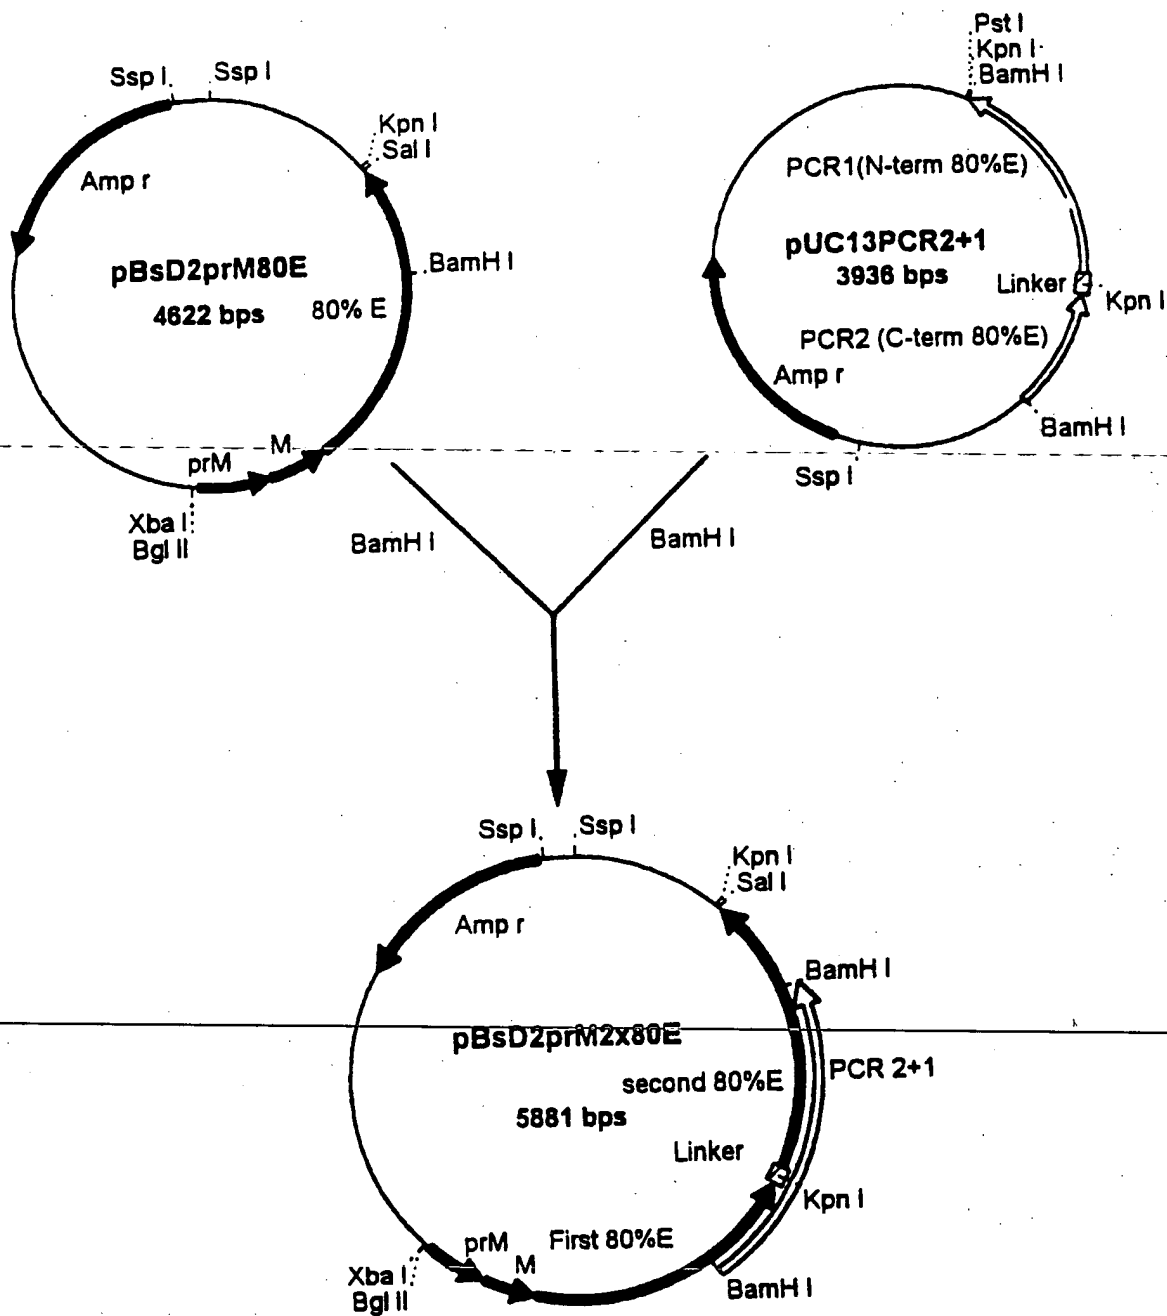 Ssp I
Ssp I
Kpn I
Sal I
Amp r
pBsD2prM80E
4622 bps
80% E
BamH I
prM
M
Xba I
Bgl II
Pst I
Kpn I
BamH I
PCR1(N-term 80%E)
pUC13PCR2+1
3936 bps
Linker
Kpn I
PCR2 (C-term 80%E)
Amp r
BamH I
Ssp I
BamH I
BamH I
Ssp I
Ssp I
Kpn I
Sal I
Amp r
BamH I
pBsD2prM2x80E
second 80%E
PCR 2+1
5881 bps
Linker
Kpn I
First 80%E
prM
M
Xba I
Bgl II
BamH I